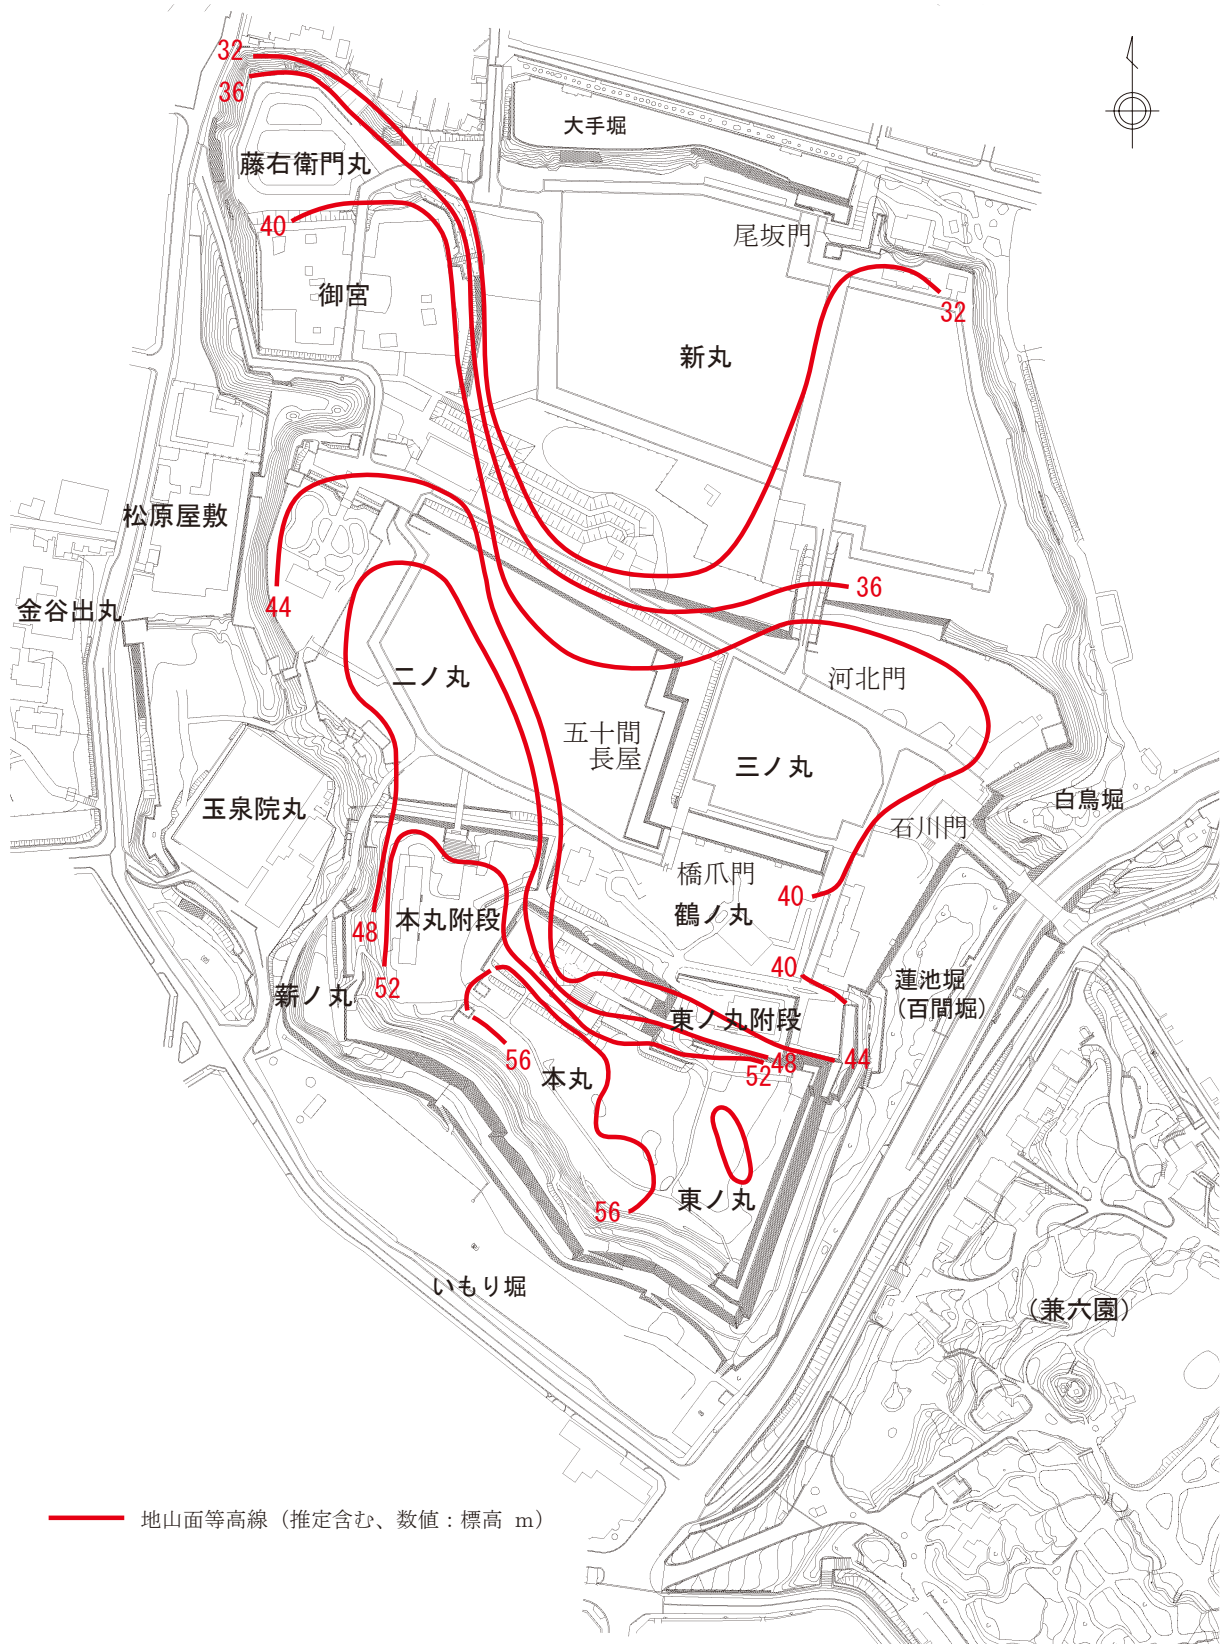 32
36
大手堀
藤右衛門丸
40
尾坂門
御宮
32
新丸
松原屋敷
36
44
金谷出丸
二ノ丸
河北門
五十間
長屋
三ノ丸
玉泉院丸
白鳥堀
石川門
橋爪門
40
鶴ノ丸
本丸附段
48
40
蓮池堀
（百間堀）
52
薪ノ丸
東ノ丸附段
56
44
48
52
本丸
東ノ丸
56
いもり堀
（兼六園）
地山面等高線（推定含む、数値：標高 m）